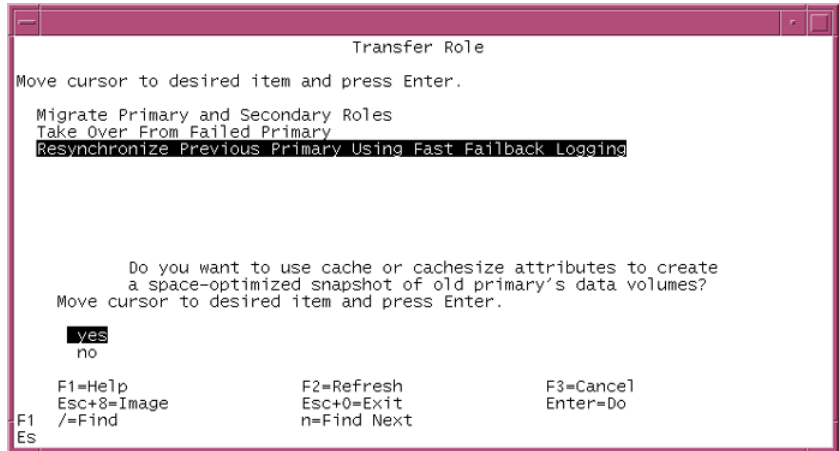 Transfer Role
Move cursor to desired item and press Enter.
Migrate Primary and Secondary Roles
Take Over From Failed Primary
Resynchronize Previous Primary Using Fast Failback Logging
Do you want to use cache or cachesize attributes to create
a space-optimized snapshot of old primary's data volumes?
Move cursor to desired item and press Enter.
yes
no
F1=Help F2=Refresh F3=Cancel
Esc+8=Image Esc+0=Exit Enter=Do
F1 /=Find n=Find Next
Es